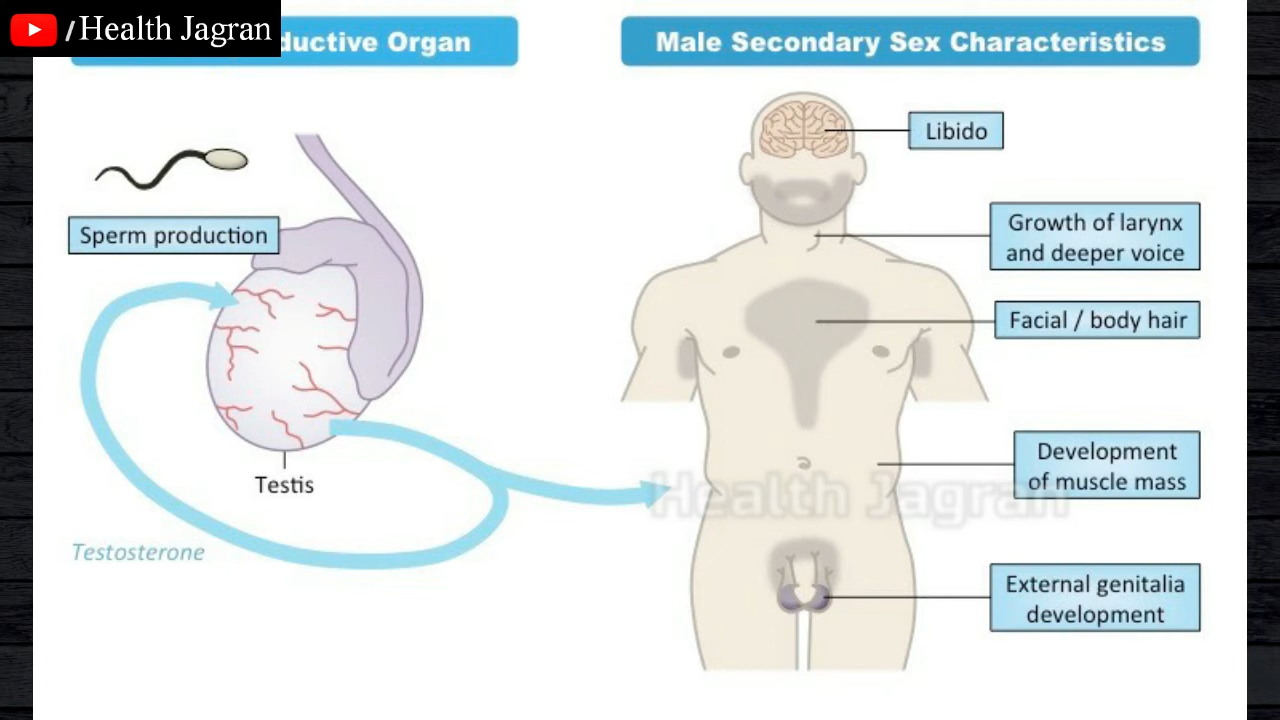 /Health Jagran
ductive Organ
Male Secondary Sex Characteristics
Libido
Sperm production
Growth of larynx
and deeper voice
Facial / body hair
Development
of muscle mass
Testis
Health Jagran
Testosterone
External genitalia
development